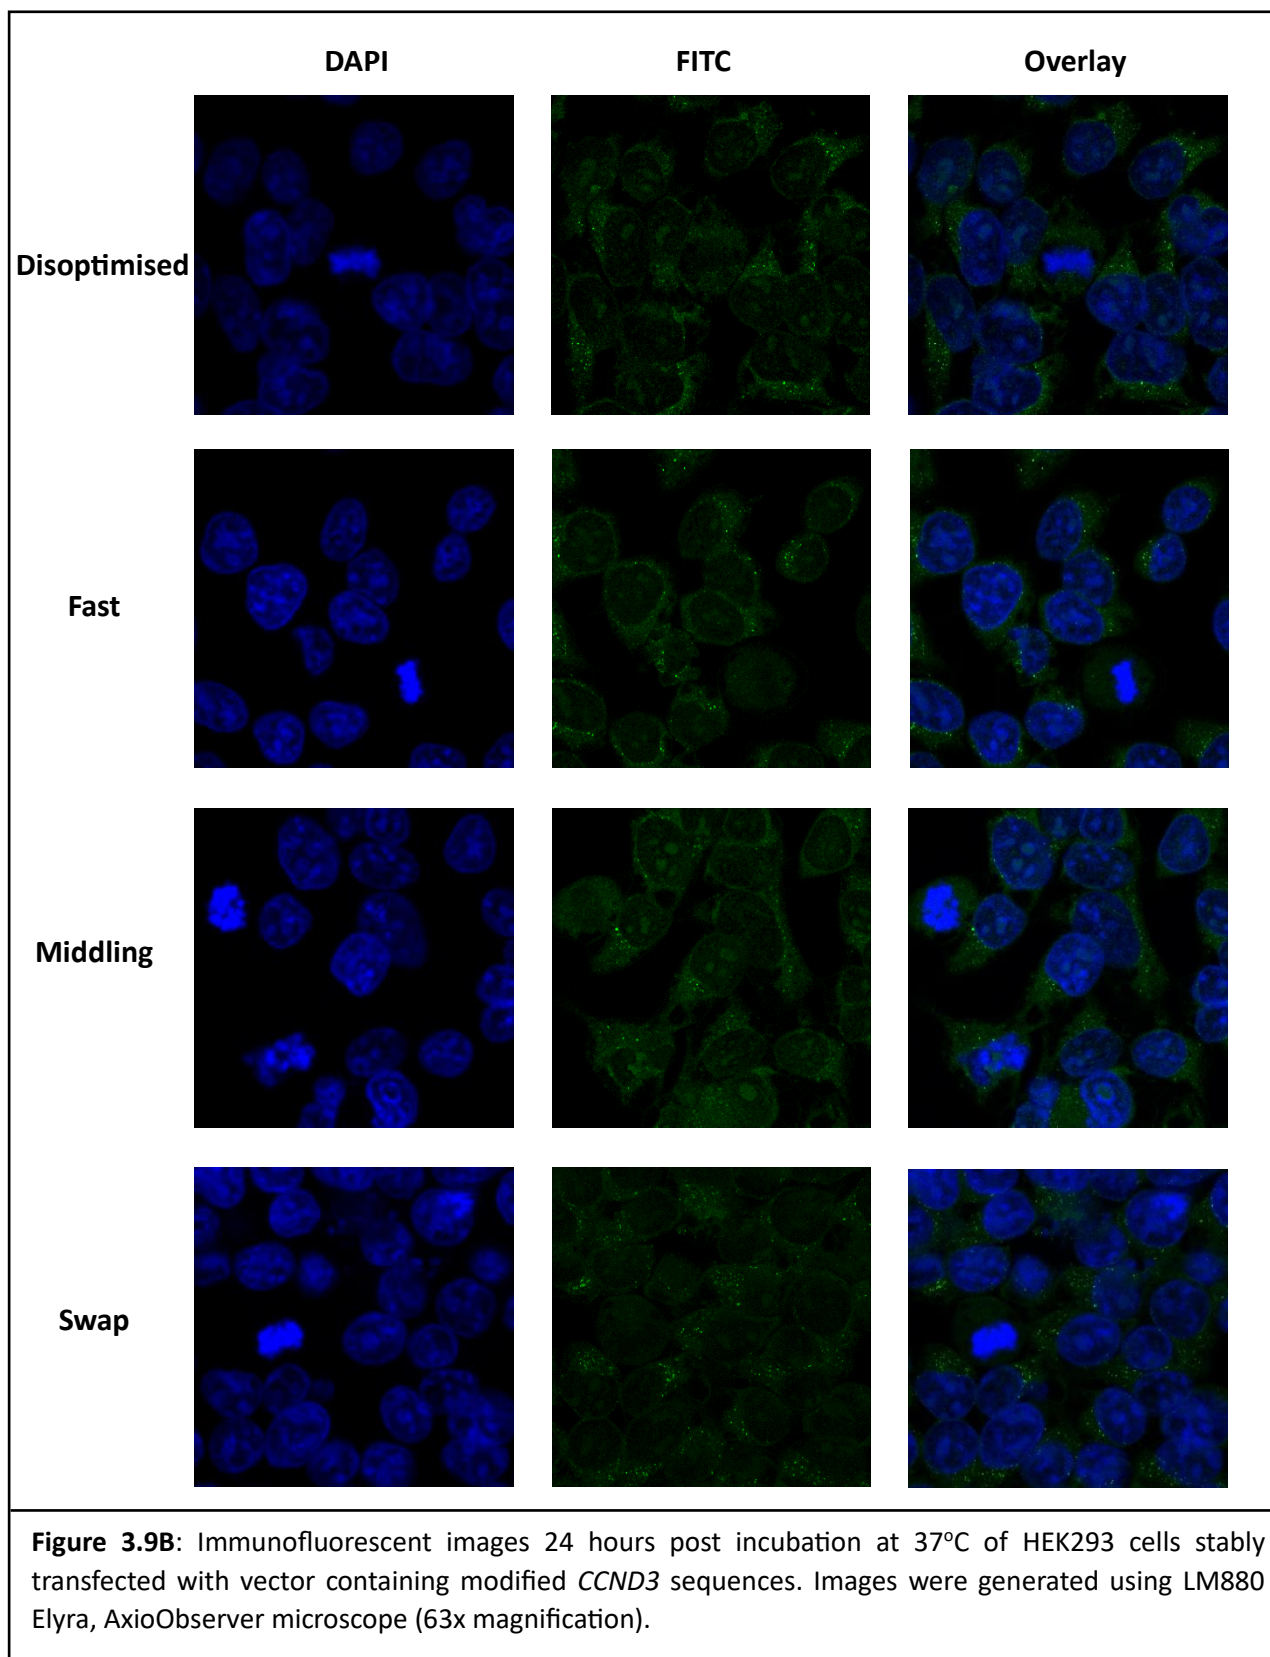 DAPI FITC Overlay
Disoptimised
Fast
Middling
Swap
Figure 3.9B: Immunofluorescent images 24 hours post incubation at 37oC of HEK293 cells stably
transfected with vector containing modified CCND3 sequences. Images were generated using LM880
Elyra, AxioObserver microscope (63x magnification).